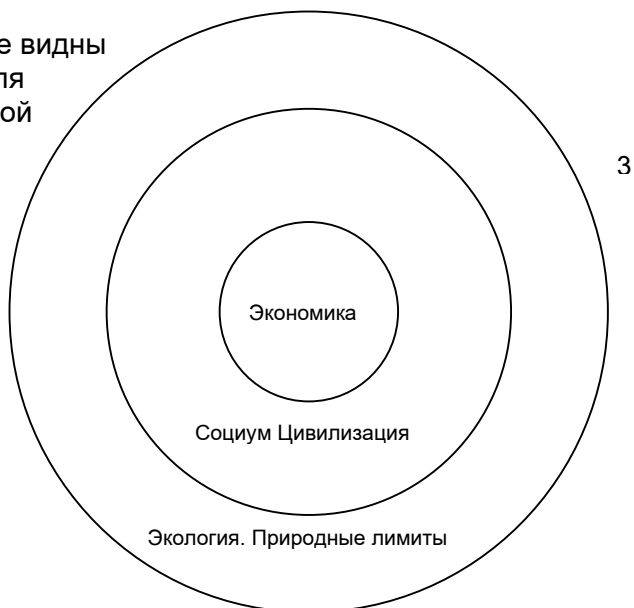 е видны
ля
ой
3
Экономика
Социум Цивилизация
Экология. Природные лимиты